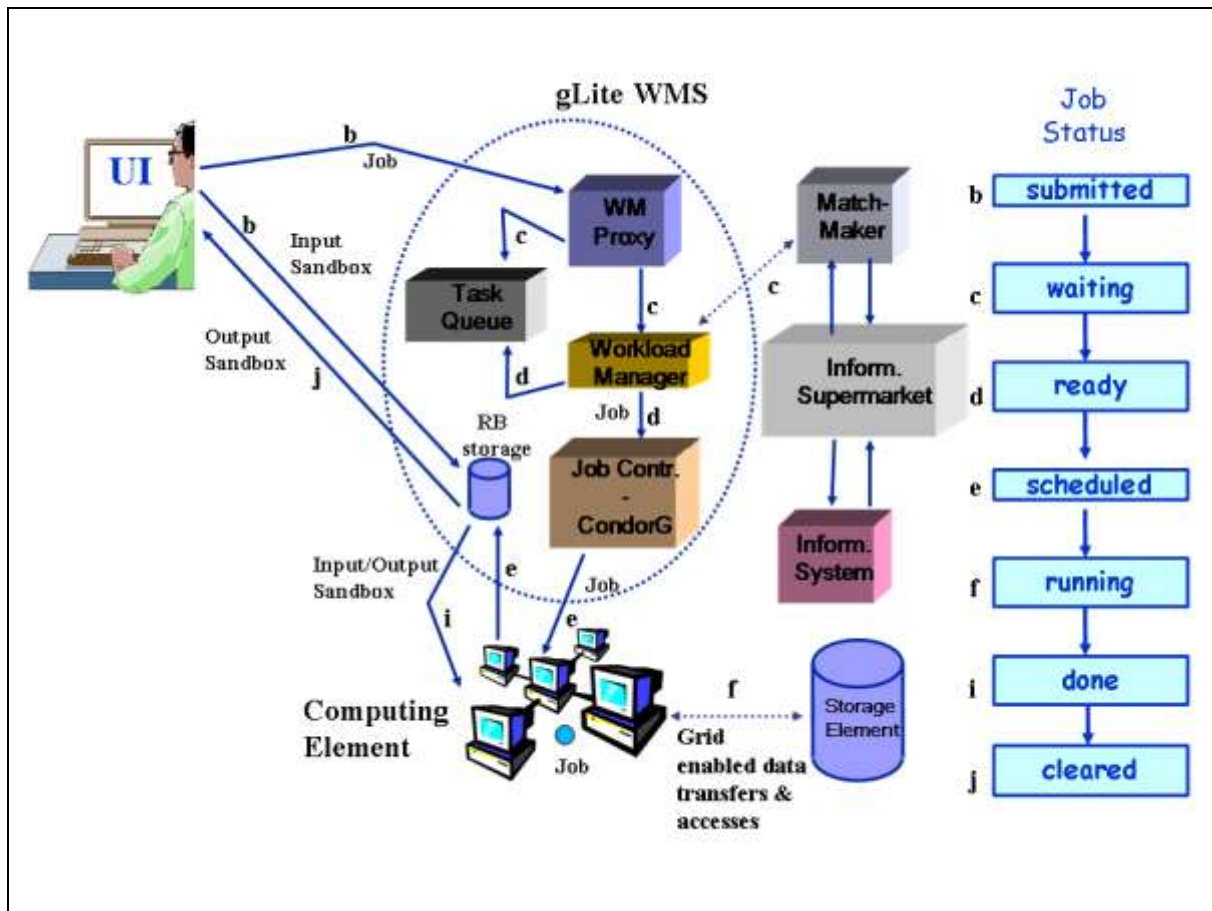 gLite WMS
Job
Status
UI
b
Job
WM
Proxy
Match-
Maker
b
submitted
b
Input
Sandbox
c
c
c
Task
Queue
c
waiting
Output
Sandbox
j
Workload
Manager
d
Job
d
Inform.
Supermarket
d
ready
RB
storage
Job Contr.
-
CondorG
e
scheduled
Inform.
System
Input/Output
Sandbox
i
e
Job
e
f
running
Computing
Element
Job
f
Grid
enabled data
transfers &
accesses
Storage
Element
i
done
j
cleared